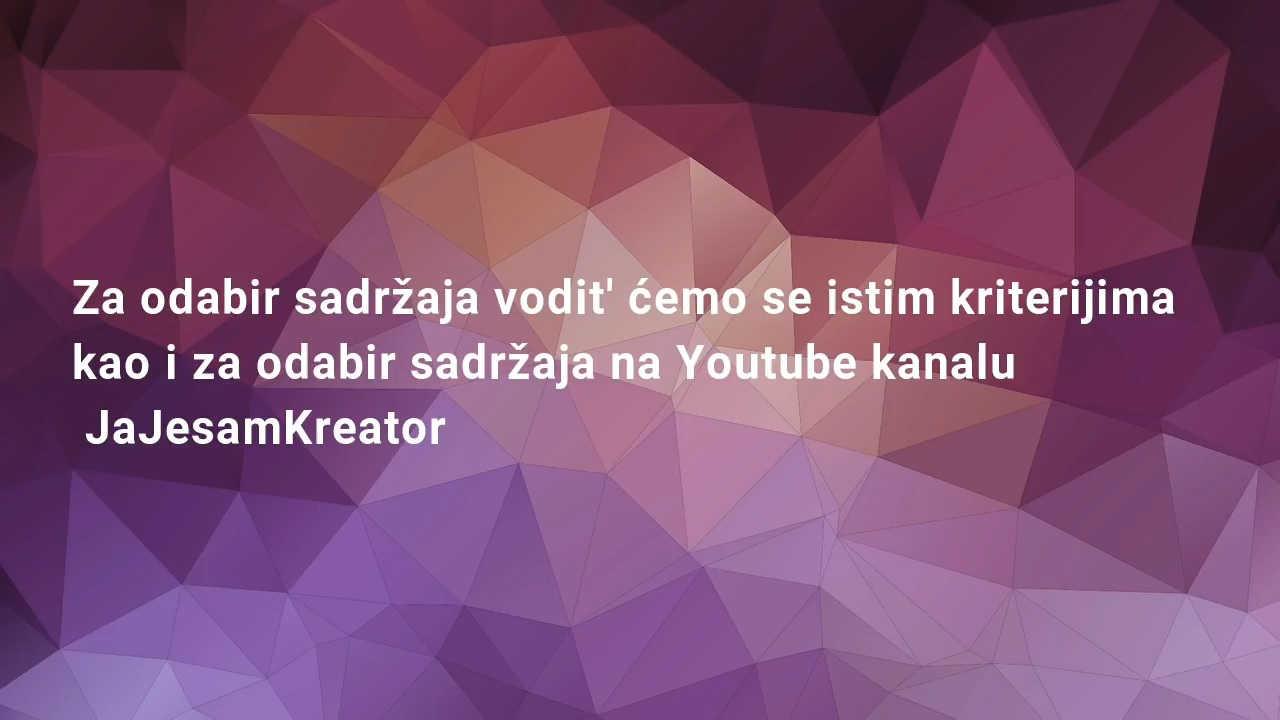 Za odabir sadržaja vodit' ćemo se istim kriterijima
kao i za odabir sadržaja na Youtube kanalu
JaJesamKreator